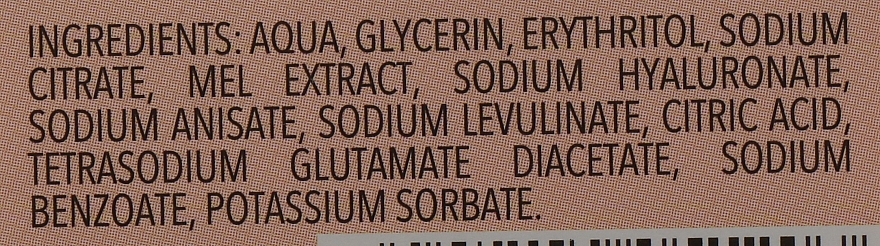 INGREDIENTS: AQUA, GLYCERIN, ERYTHRITOL, SODIUM
CITRATE, MEL EXTRACT, SODIUM HYALURONATE,
SODIUM ANISATE, SODIUM LEVULINATE, CITRIC ACID,
TETRASODIUM GLUTAMATE DIACETATE, SODIUM
BENZOATE, POTASSIUM SORBATE.